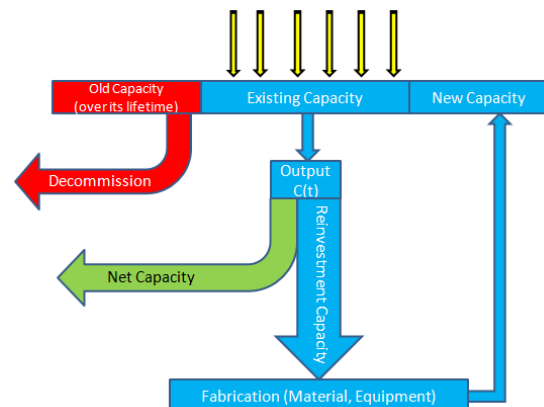 Old Capacity
(over its lifetime)
Existing Capacity
New Capacity
Decommission
Output
C(t)
Reinvestment Capacity
Net Capacity
Fabrication (Material, Equipment)